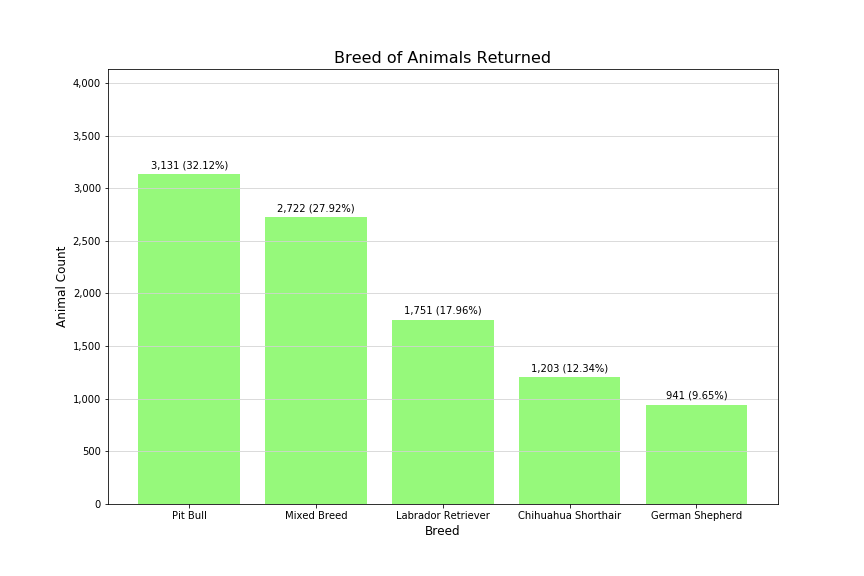 Breed of Animals Returned
4,000
3,500
3,000
2,500
2,000
1,500
1,000
500
0
Animal Count
3,131 (32.12%)
2,722 (27.92%)
1,751 (17.96%)
1,203 (12.34%)
941 (9.65%)
Pit Bull
Mixed Breed
Labrador Retriever
Chihuahua Shorthair
German Shepherd
Breed